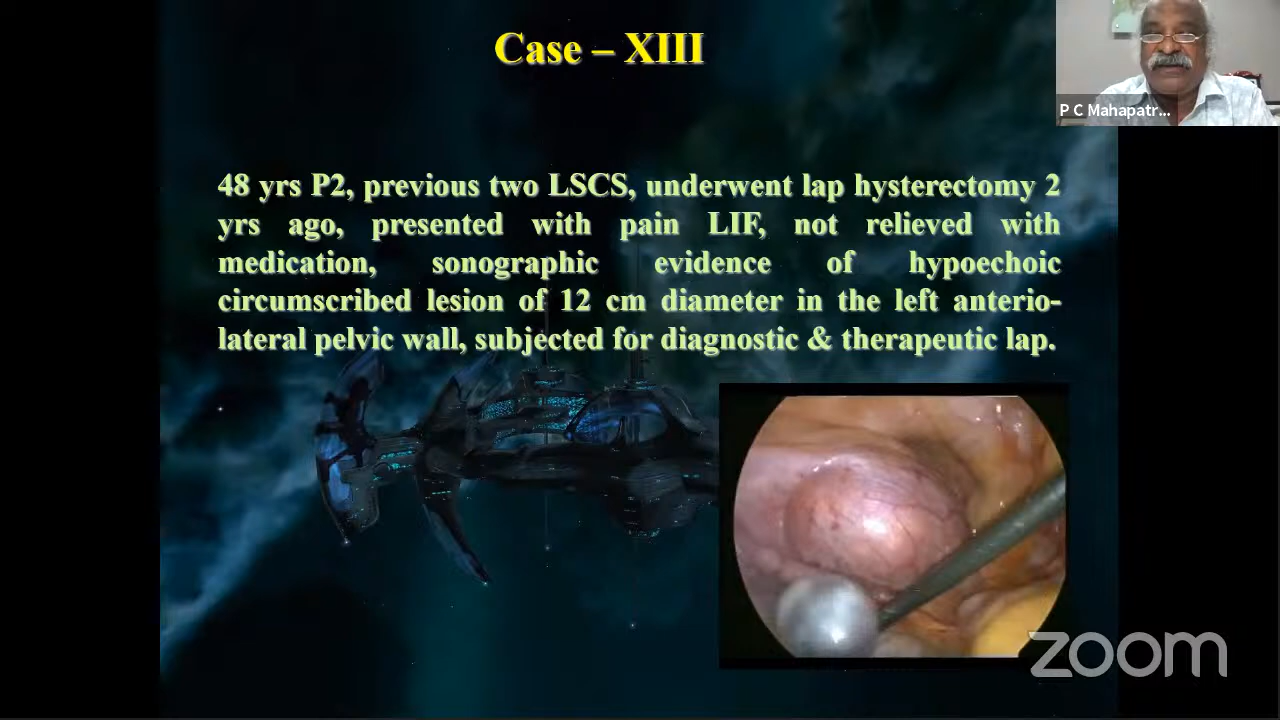 Case – XIII
P C Mahapatr...
48 yrs P2, previous two LSCS, underwent lap hysterectomy 2
yrs ago, presented with pain LIF, not relieved with
medication, sonographic evidence of hypoechoic
circumscribed lesion of 12 cm diameter in the left anterio-
lateral pelvic wall, subjected for diagnostic & therapeutic lap.
zoom